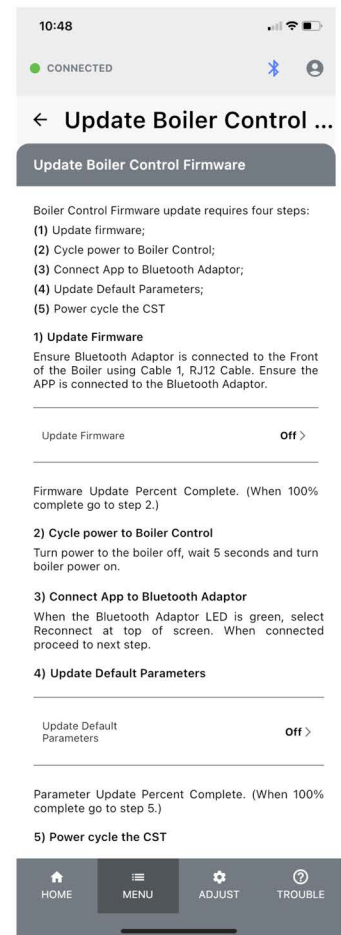 10:48
CONNECTED
← Update Boiler Control ...
Update Boiler Control Firmware
Boiler Control Firmware update requires four steps:
(1) Update firmware;
(2) Cycle power to Boiler Control;
(3) Connect App to Bluetooth Adaptor;
(4) Update Default Parameters;
(5) Power cycle the CST
1) Update Firmware
Ensure Bluetooth Adaptor is connected to the Front
of the Boiler using Cable 1, RJ12 Cable. Ensure the
APP is connected to the Bluetooth Adaptor.
Update Firmware Off >
Firmware Update Percent Complete. (When 100%
complete go to step 2.)
2) Cycle power to Boiler Control
Turn power to the boiler off, wait 5 seconds and turn
boiler power on.
3) Connect App to Bluetooth Adaptor
When the Bluetooth Adaptor LED is green, select
Reconnect at top of screen. When connected
proceed to next step.
4) Update Default Parameters
Update Default
Parameters Off >
Parameter Update Percent Complete. (When 100%
complete go to step 5.)
5) Power cycle the CST
HOME MENU ADJUST TROUBLE